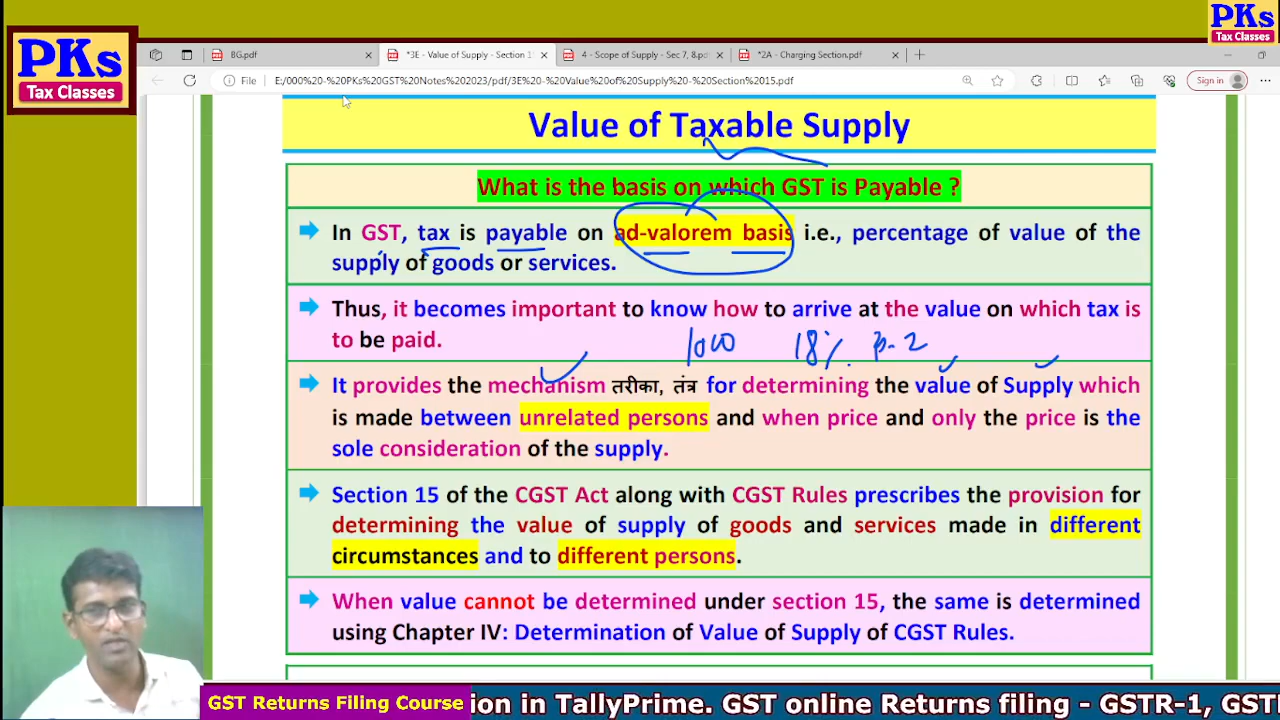 PKs
Tax Classes
PKs
Tax Classes
BG.pdf
*3E - Value of Supply - Section 1
4 - Scope of Supply - Sec 7, 8.pdf
*2A - Charging Section.pdf
File
E:/000%20-%20PKs%20GST%20Notes%202023/pdf/3E%20-%20Value%20of%20Supply%20-%20Section%2015.pdf
Sign in
Value of Taxable Supply
What is the basis on which GST is Payable ?
In GST, tax is payable on ad-valorem basis i.e., percentage of value of the
supply of goods or services.
Thus, it becomes important to know how to arrive at the value on which tax is
to be paid.
1000 18%
It provides the mechanism तरीका, तंत्र for determining the value of Supply which
is made between unrelated persons and when price and only the price is the
sole consideration of the supply.
Section 15 of the CGST Act along with CGST Rules prescribes the provision for
determining the value of supply of goods and services made in different
circumstances and to different persons.
When value cannot be determined under section 15, the same is determined
using Chapter IV: Determination of Value of Supply of CGST Rules.
GST Returns Filing Course
ion in TallyPrime. GST online Returns filing - GSTR-1, GST